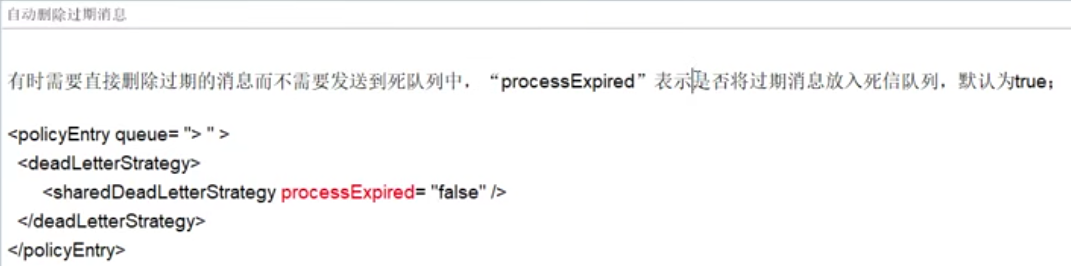 自动删除过期消息
有时需要直接删除过期的消息而不需要发送到死队列中，“processExpired”表示是否将过期消息放入死信队列，默认为true；
<policyEntry queue= "> " >
<deadLetterStrategy>
<sharedDeadLetterStrategy processExpired= "false" />
</deadLetterStrategy>
</policyEntry>